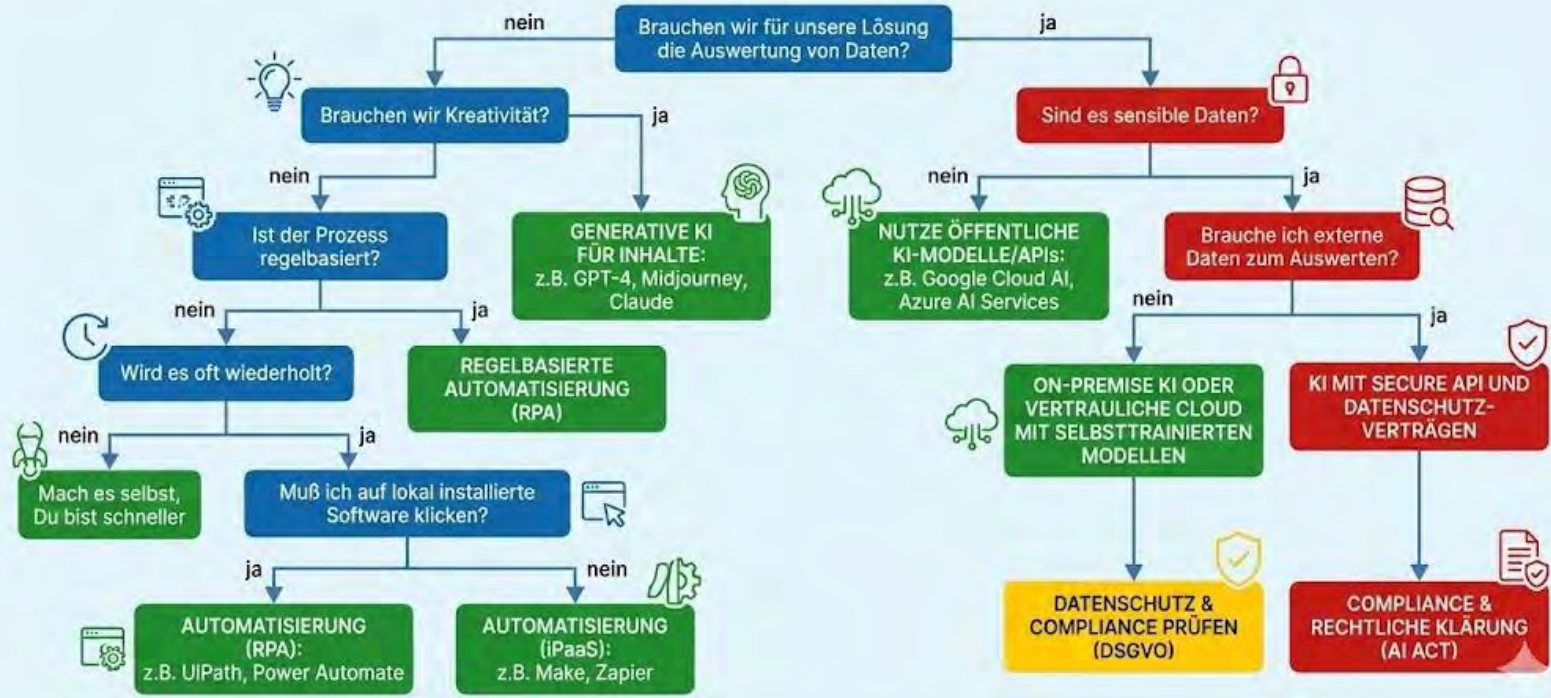 nein
Brauchen wir für unsere Lösung
die Auswertung von Daten?
ja
Brauchen wir Kreativität?
ja
Sind es sensible Daten?
nein
nein
ja
Ist der Prozess
regelbasiert?
GENERATIVE KI
FÜR INHALTE:
z.B. GPT-4, Midjourney,
Claude
NUTZE ÖFFENTLICHE
KI-MODELLE/APIs:
z.B. Google Cloud AI,
Azure AI Services
Brauche ich externe
Daten zum Auswerten?
nein
ja
nein
ja
Wird es oft wiederholt?
REGELBASIERTE
AUTOMATISIERUNG
(RPA)
ON-PREMISE KI ODER
VERTRAULICHE CLOUD
MIT SELBSTTRAINIERTEN
MODELLEN
KI MIT SECURE API UND
DATENSCHUTZ-
VERTRÄGEN
nein
ja
Mach es selbst,
Du bist schneller
Muß ich auf lokal installierte
Software klicken?
ja
nein
AUTOMATISIERUNG
(RPA):
z.B. UIPath, Power Automate
AUTOMATISIERUNG
(iPaaS):
z.B. Make, Zapier
DATENSCHUTZ &
COMPLIANCE PRÜFEN
(DSGVO)
COMPLIANCE &
RECHTLICHE KLÄRUNG
(AI ACT)